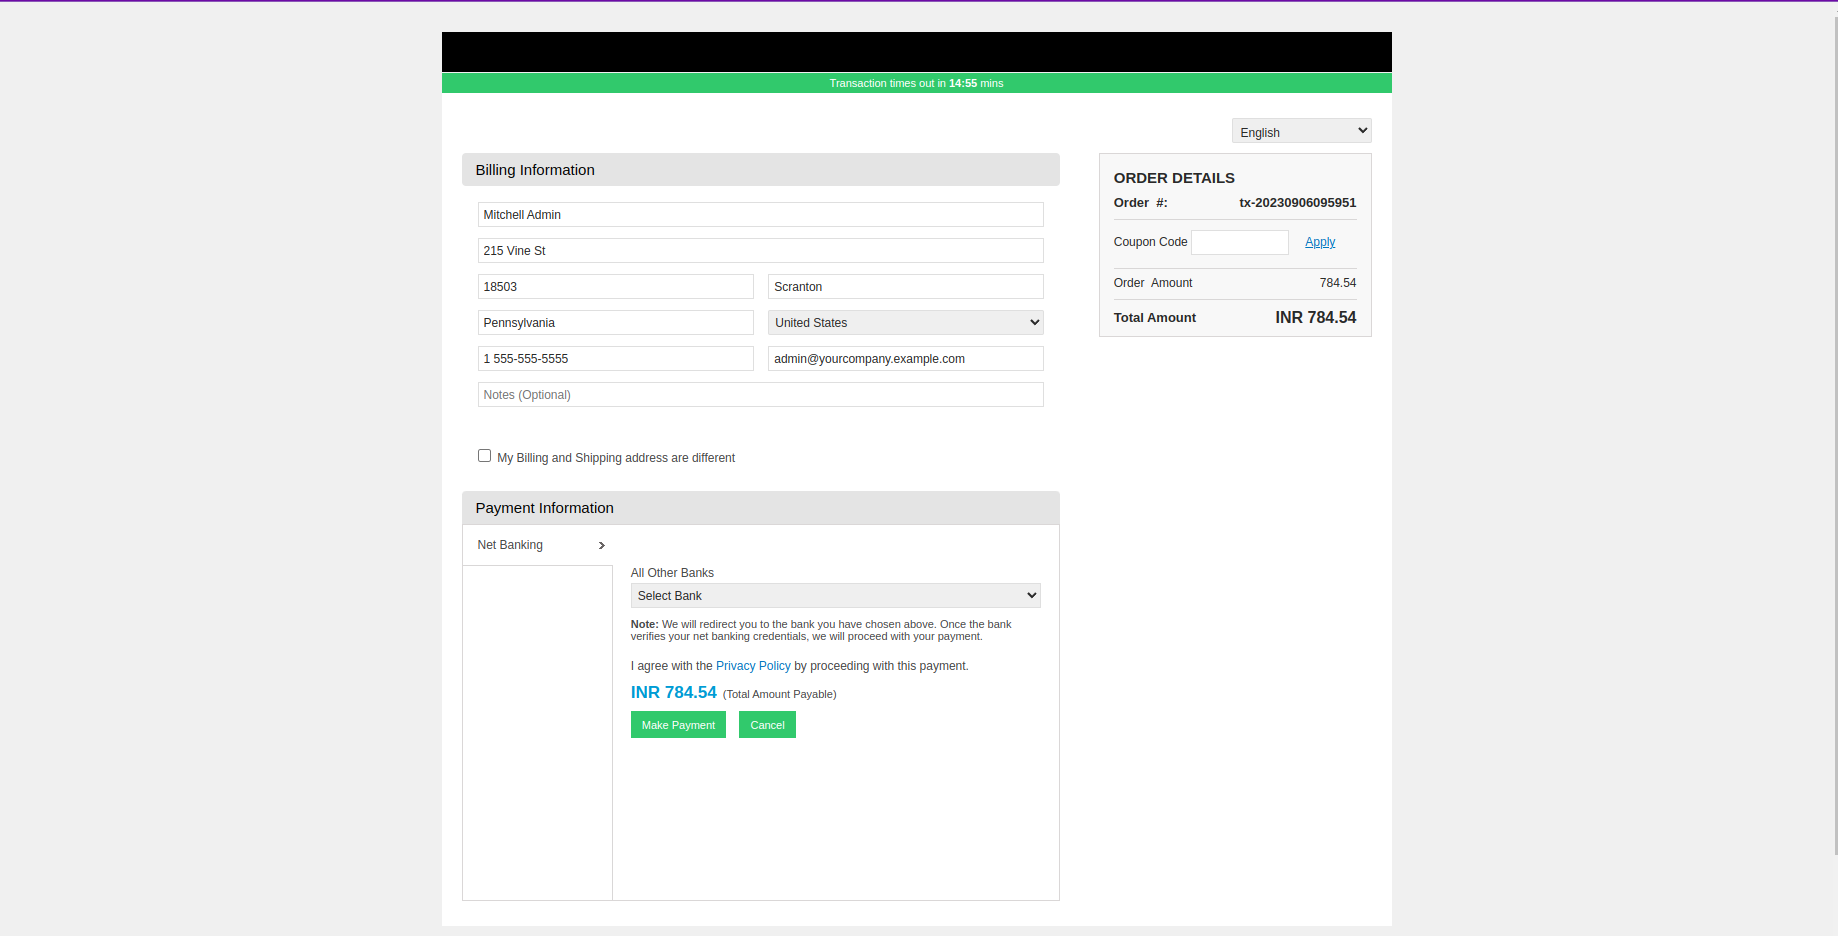 Transaction times out in 14:55 mins
English
Billing Information
Mitchell Admin
215 Vine St
18503
Scranton
Pennsylvania
United States
1 555-555-5555
admin@yourcompany.example.com
Notes (Optional)
My Billing and Shipping address are different
ORDER DETAILS
Order #: tx-20230906095951
Coupon Code Apply
Order Amount 784.54
Total Amount INR 784.54
Payment Information
Net Banking
All Other Banks
Select Bank
Note: We will redirect you to the bank you have chosen above. Once the bank
verifies your net banking credentials, we will proceed with your payment.
I agree with the Privacy Policy by proceeding with this payment.
INR 784.54 (Total Amount Payable)
Make Payment
Cancel